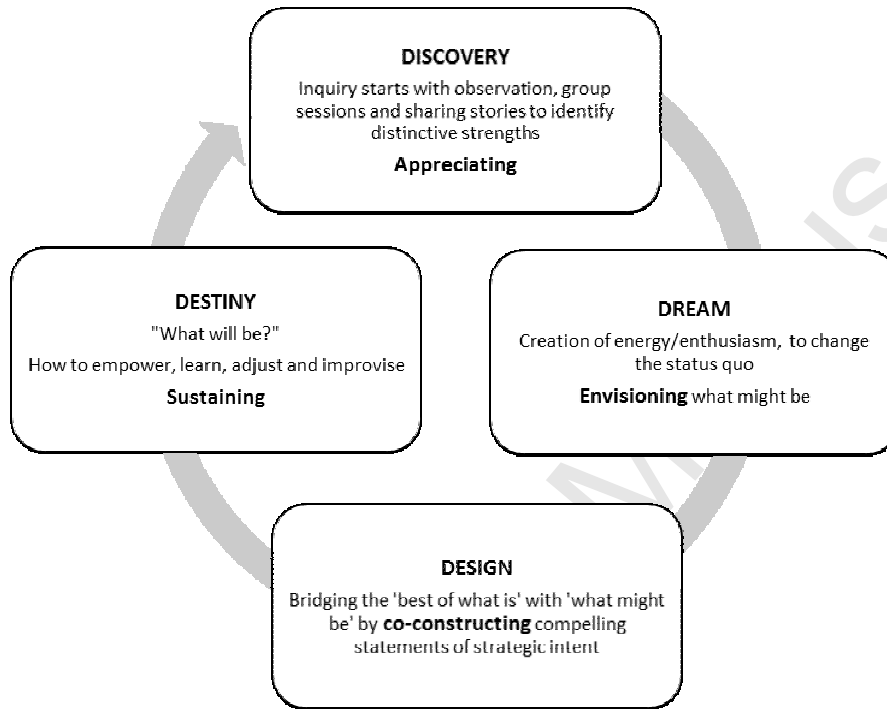 DISCOVERY
Inquiry starts with observation, group
sessions and sharing stories to identify
distinctive strengths
Appreciating
DREAM
Creation of energy/enthusiasm, to change
the status quo
Envisioning what might be
DESIGN
Bridging the 'best of what is' with 'what might
be' by co-constructing compelling
statements of strategic intent
DESTINY
"What will be?"
How to empower, learn, adjust and improvise
Sustaining